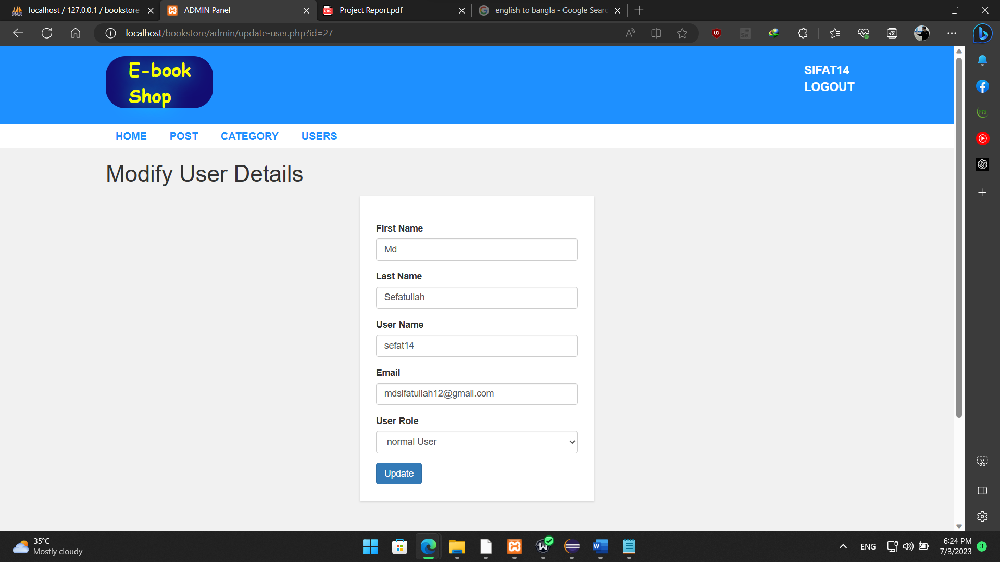 localhost / 127.0.0.1 / bookstore
ADMIN Panel
Project Report.pdf
english to bangla - Google Searc
localhost/bookstore/admin/update-user.php?id=27
E-book
Shop
SIFAT14
LOGOUT
HOME POST CATEGORY USERS
Modify User Details
First Name
Md
Last Name
Sefatullah
User Name
sefat14
Email
mdsifatullah12@gmail.com
User Role
normal User
Update
35°C
Mostly cloudy
ENG
6:24 PM
7/3/2023
3